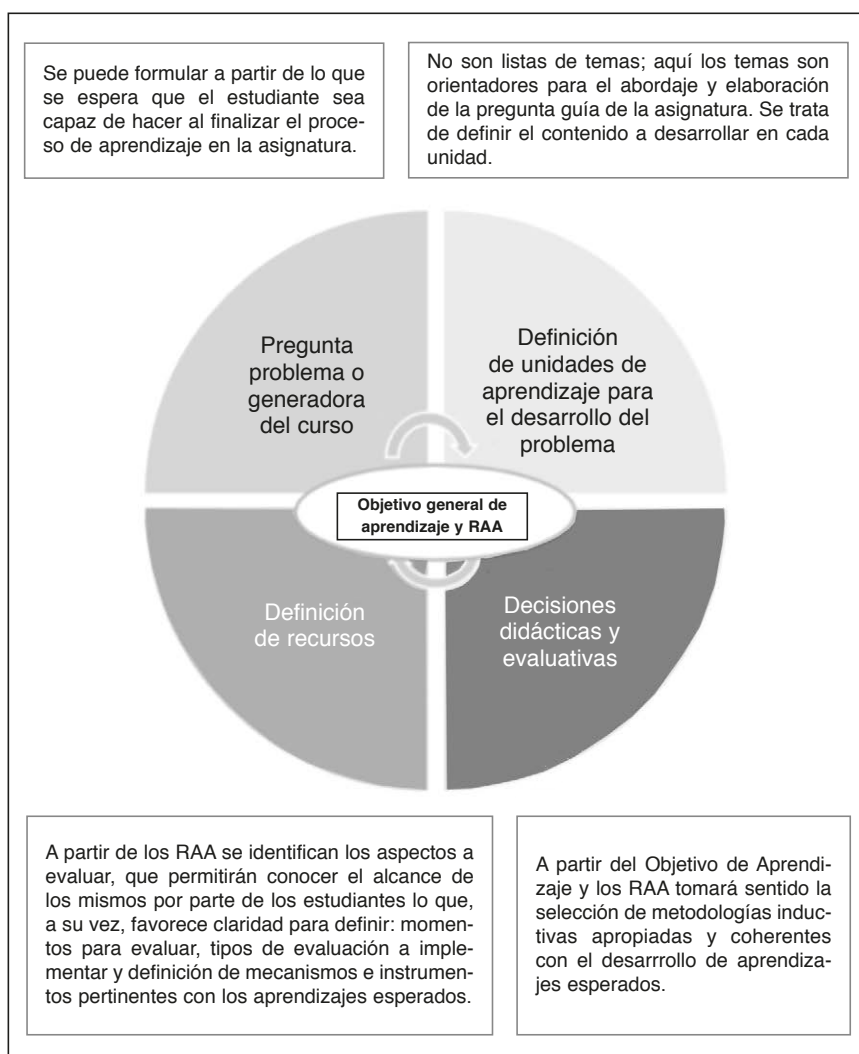 Se puede formular a partir de lo que
se espera que el estudiante sea
capaz de hacer al finalizar el proce-
so de aprendizaje en la asignatura.
No son listas de temas; aquí los temas son
orientadores para el abordaje y elaboración
de la pregunta guía de la asignatura. Se trata
de definir el contenido a desarrollar en cada
unidad.
Pregunta
problema o
generadora
del curso
Definición
de unidades de
aprendizaje para
el desarrollo del
problema
Objetivo general de
aprendizaje y RAA
Definición
de recursos
Decisiones
didácticas y
evaluativas
A partir de los RAA se identifican los aspectos a
evaluar, que permitirán conocer el alcance de
los mismos por parte de los estudiantes lo que,
a su vez, favorece claridad para definir: momen-
tos para evaluar, tipos de evaluación a imple-
mentar y definición de mecanismos e instru-
mentos pertinentes con los aprendizajes esperados.
A partir del Objetivo de Aprendi-
zaje y los RAA tomará sentido la
selección de metodologías induc-
tivas apropiadas y coherentes
con el desarrrollo de aprendiza-
jes esperados.